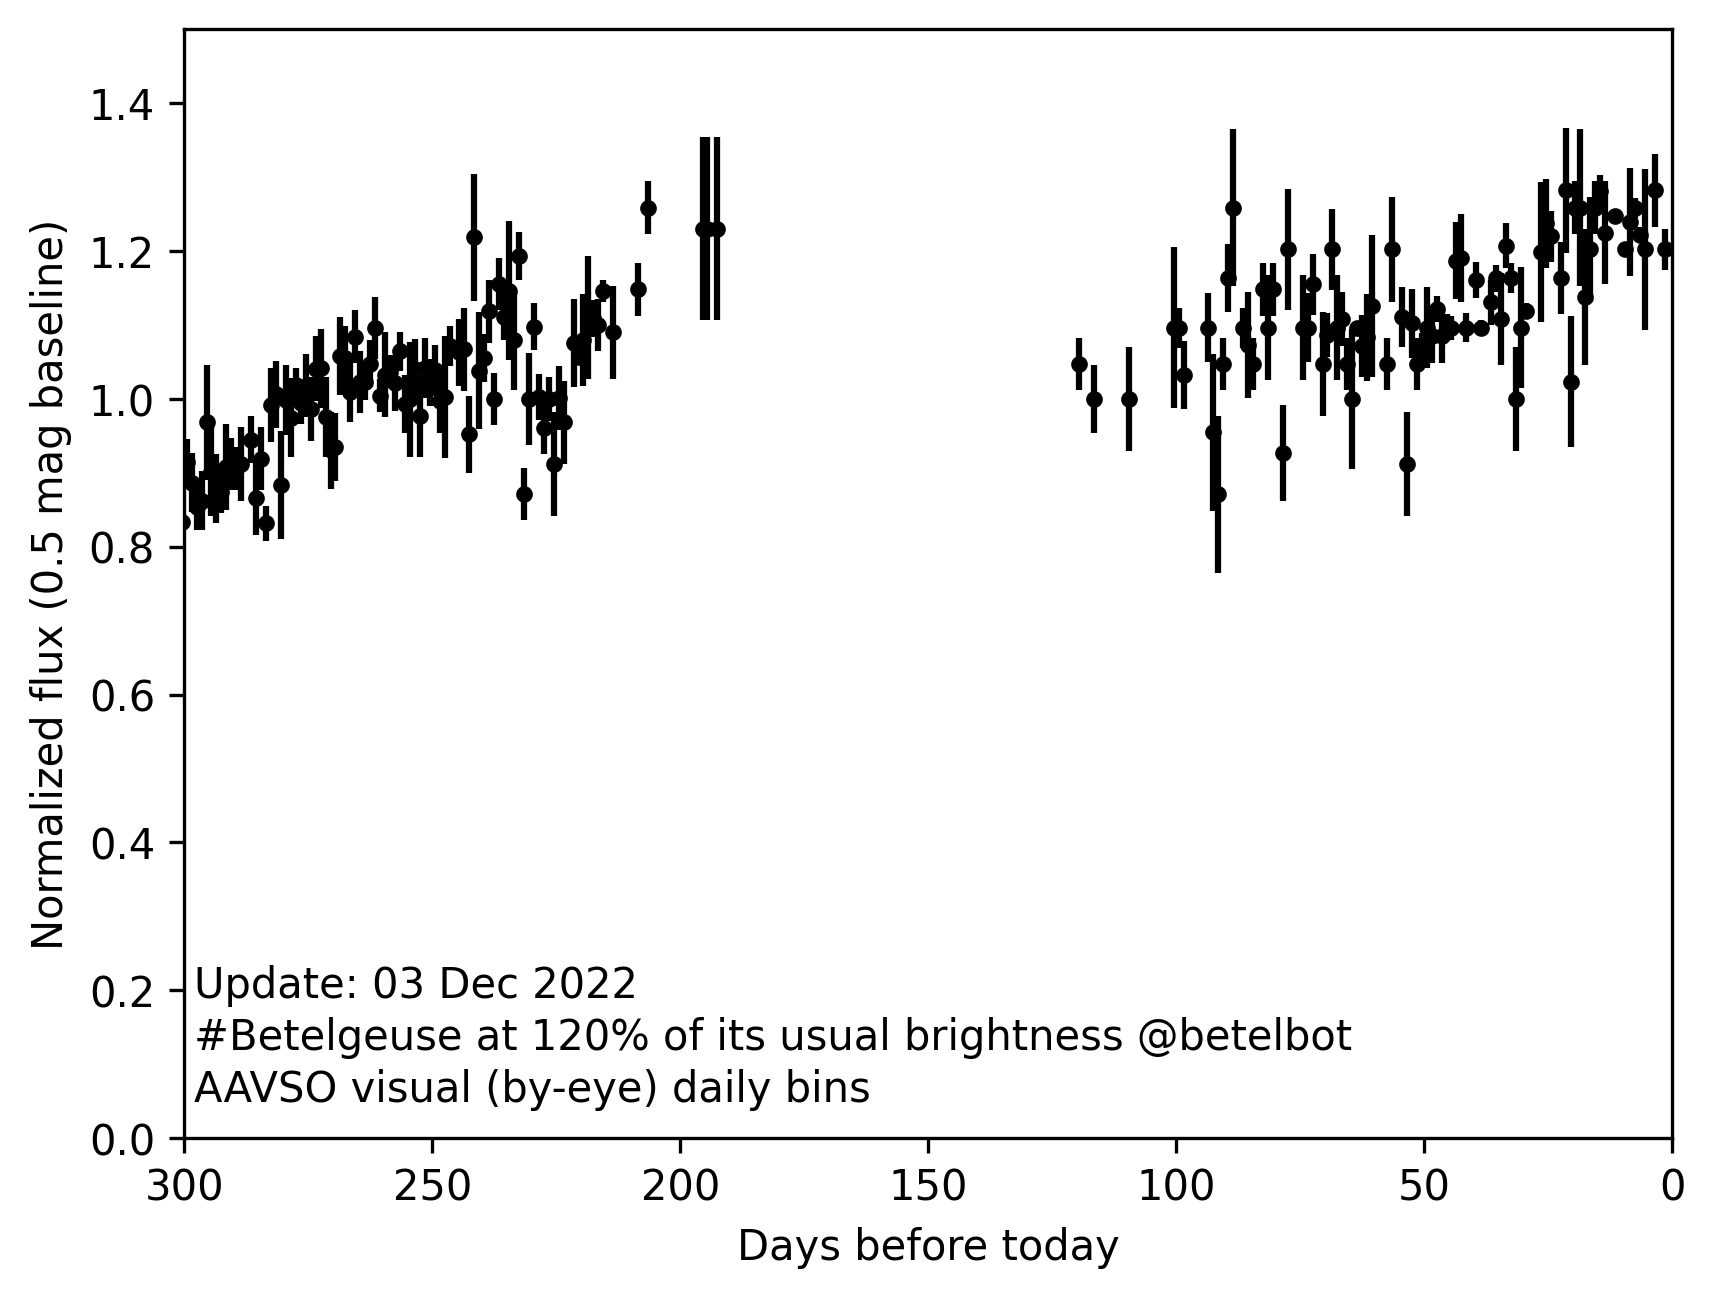 1.4
1.2
1.0
0.8
0.6
0.4
0.2
0.0
Normalized flux (0.5 mag baseline)
Update: 03 Dec 2022
#Betelgeuse at 120% of its usual brightness @betelbot
AAVSO visual (by-eye) daily bins
300 250 200 150 100 50 0
Days before today